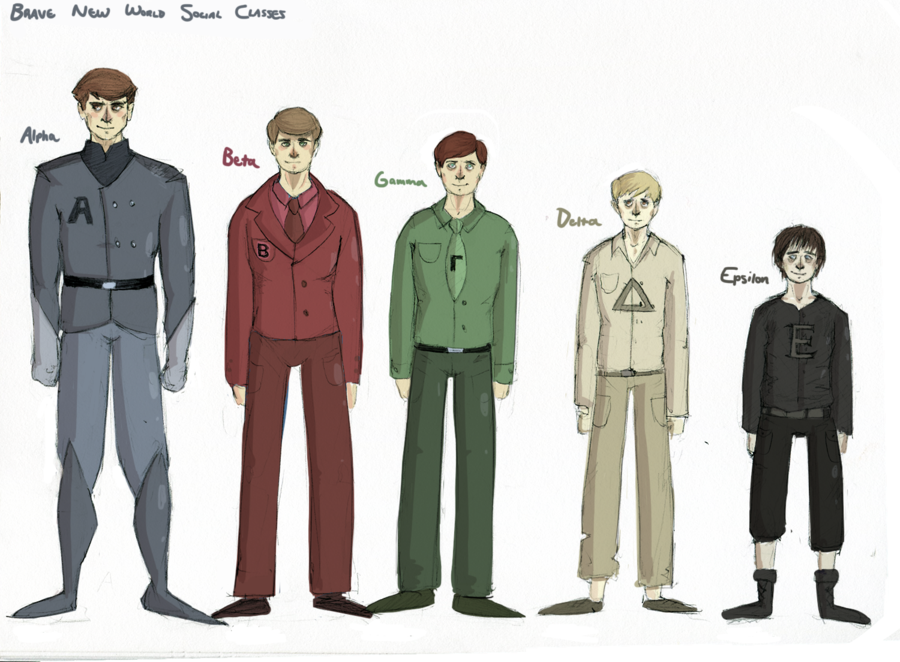 BRAVE NEW WORLD SOCIAL CLASSES
Alpha
Beta
Gamma
Delta
Epsilon
A
B
Γ
Δ
E